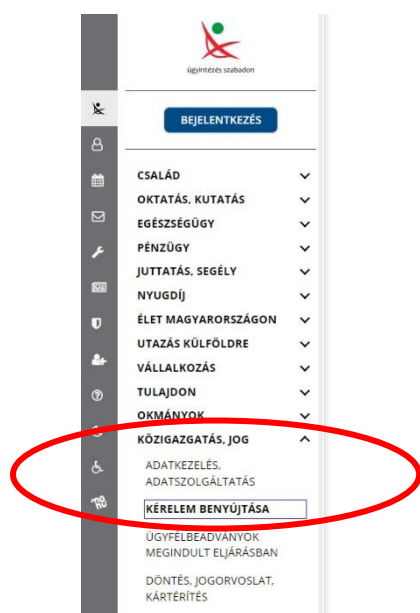 ügyintézés szabadon
BEJELENTKEZÉS
CSALÁD
OKTATÁS, KUTATÁS
EGÉSZSÉGÜGY
PÉNZÜGY
JUTTATÁS, SEGÉLY
NYUGDÍJ
ÉLET MAGYARORSZÁGON
UTAZÁS KÜLFÖLDRE
VÁLLALKOZÁS
TULAJDON
OKMÁNYOK
KÖZIGAZGATÁS, JOG
ADATKEZELÉS,
ADATSZOLGÁLTATÁS
KÉRELEM BENYÚJTÁSA
ÜGYFÉLBEADVÁNYOK
MEGINDULT ELJÁRÁSBAN
DÖNTÉS, JOGORVOSLAT,
KÁRTÉRÍTÉS